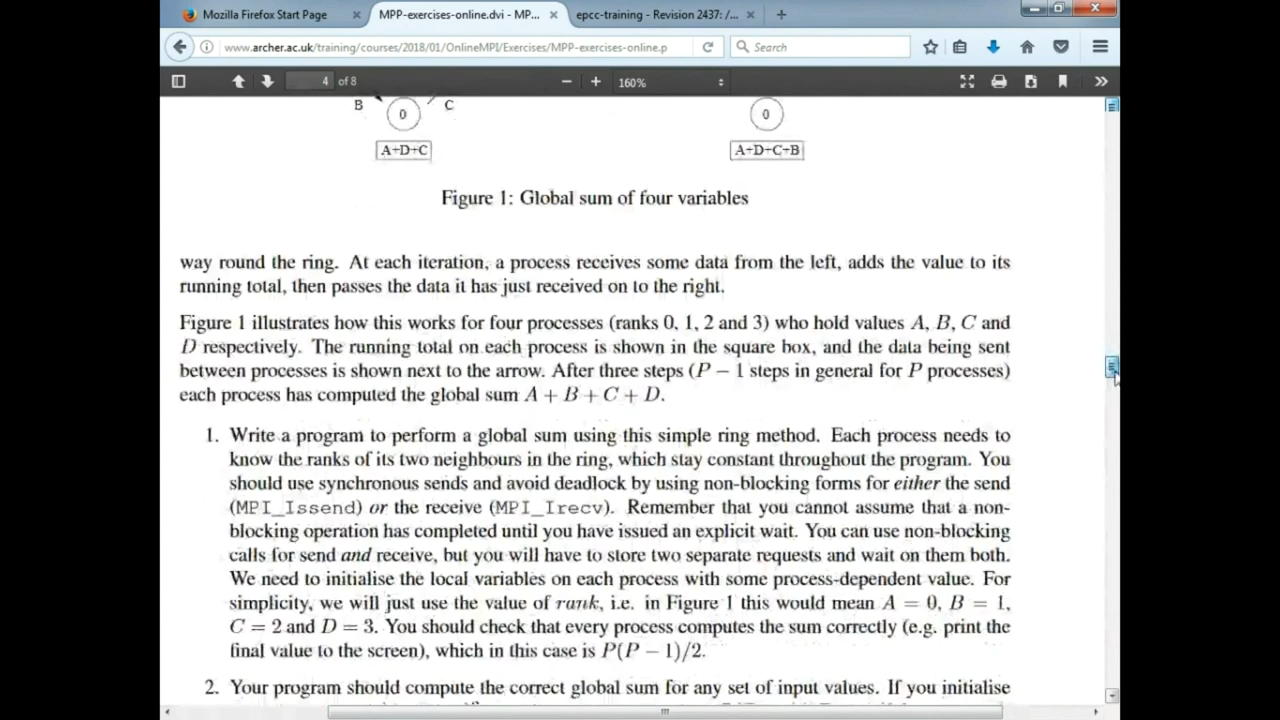 Mozilla Firefox Start Page
MPP-exercises-online.dvi - MP...
epcc-training - Revision 2437: /...
www.archer.ac.uk/training/courses/2018/01/OnlineMPI/Exercises/MPP-exercises-online.p
Search
4 of 8
160%
B 0 C
0
A+D+C
A+D+C+B
Figure 1: Global sum of four variables
way round the ring. At each iteration, a process receives some data from the left, adds the value to its
running total, then passes the data it has just received on to the right.
Figure 1 illustrates how this works for four processes (ranks 0, 1, 2 and 3) who hold values A, B, C and
D respectively. The running total on each process is shown in the square box, and the data being sent
between processes is shown next to the arrow. After three steps (P − 1 steps in general for P processes)
each process has computed the global sum A + B + C + D.
1. Write a program to perform a global sum using this simple ring method. Each process needs to
know the ranks of its two neighbours in the ring, which stay constant throughout the program. You
should use synchronous sends and avoid deadlock by using non-blocking forms for either the send
(MPI_Issend) or the receive (MPI_Irecv). Remember that you cannot assume that a non-
blocking operation has completed until you have issued an explicit wait. You can use non-blocking
calls for send and receive, but you will have to store two separate requests and wait on them both.
We need to initialise the local variables on each process with some process-dependent value. For
simplicity, we will just use the value of rank, i.e. in Figure 1 this would mean A = 0, B = 1,
C = 2 and D = 3. You should check that every process computes the sum correctly (e.g. print the
final value to the screen), which in this case is P(P − 1)/2.
2. Your program should compute the correct global sum for any set of input values. If you initialise